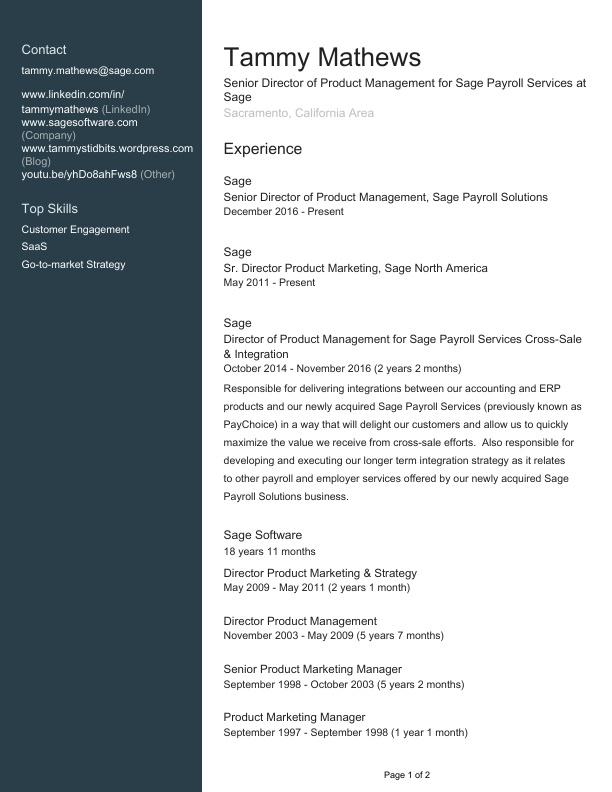 Contact
tammy.mathews@sage.com
www.linkedin.com/in/
tammymathews (LinkedIn)
www.sagesoftware.com
(Company)
www.tammystidbits.wordpress.com
(Blog)
youtu.be/yhDo8ahFws8 (Other)
Top Skills
Customer Engagement
SaaS
Go-to-market Strategy
Tammy Mathews
Senior Director of Product Management for Sage Payroll Services at
Sage
Sacramento, California Area
Experience
Sage
Senior Director of Product Management, Sage Payroll Solutions
December 2016 - Present
Sage
Sr. Director Product Marketing, Sage North America
May 2011 - Present
Sage
Director of Product Management for Sage Payroll Services Cross-Sale
& Integration
October 2014 - November 2016 (2 years 2 months)
Responsible for delivering integrations between our accounting and ERP
products and our newly acquired Sage Payroll Services (previously known as
PayChoice) in a way that will delight our customers and allow us to quickly
maximize the value we receive from cross-sale efforts.  Also responsible for
developing and executing our longer term integration strategy as it relates
to other payroll and employer services offered by our newly acquired Sage
Payroll Solutions business.
Sage Software
18 years 11 months
Director Product Marketing & Strategy
May 2009 - May 2011 (2 years 1 month)
Director Product Management
November 2003 - May 2009 (5 years 7 months)
Senior Product Marketing Manager
September 1998 - October 2003 (5 years 2 months)
Product Marketing Manager
September 1997 - September 1998 (1 year 1 month)
Page 1 of 2